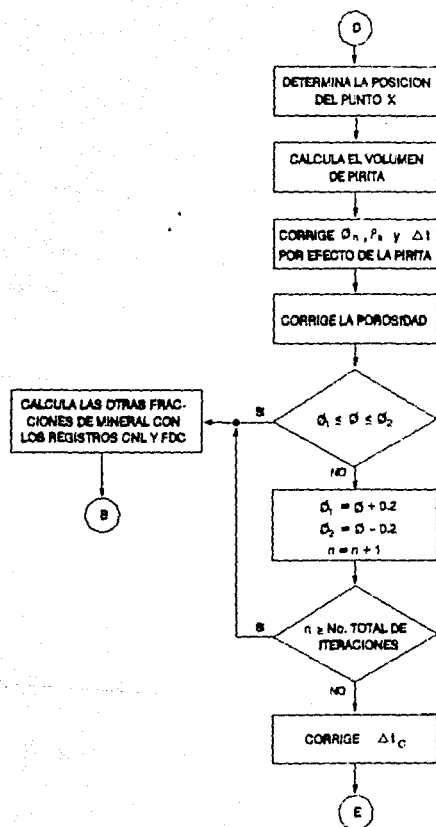 D
DETERMINA LA POSICION
DEL PUNTO X
CALCULA EL VOLUMEN
DE PIRITA
CORRIGE Ø n , ρ a y Δt
POR EFECTO DE LA PIRITA
CORRIGE LA POROSIDAD
Ø1 ≤ Ø ≤ Ø2
SI
CALCULA LAS OTRAS FRAC-
CIONES DE MINERAL CON
LOS REGISTROS CNL Y FDC
B
NO
Ø1 = Ø + 0.2
Ø2 = Ø - 0.2
n = n + 1
n ≥ No. TOTAL DE
ITERACIONES
SI
NO
CORRIGE Δt C
E